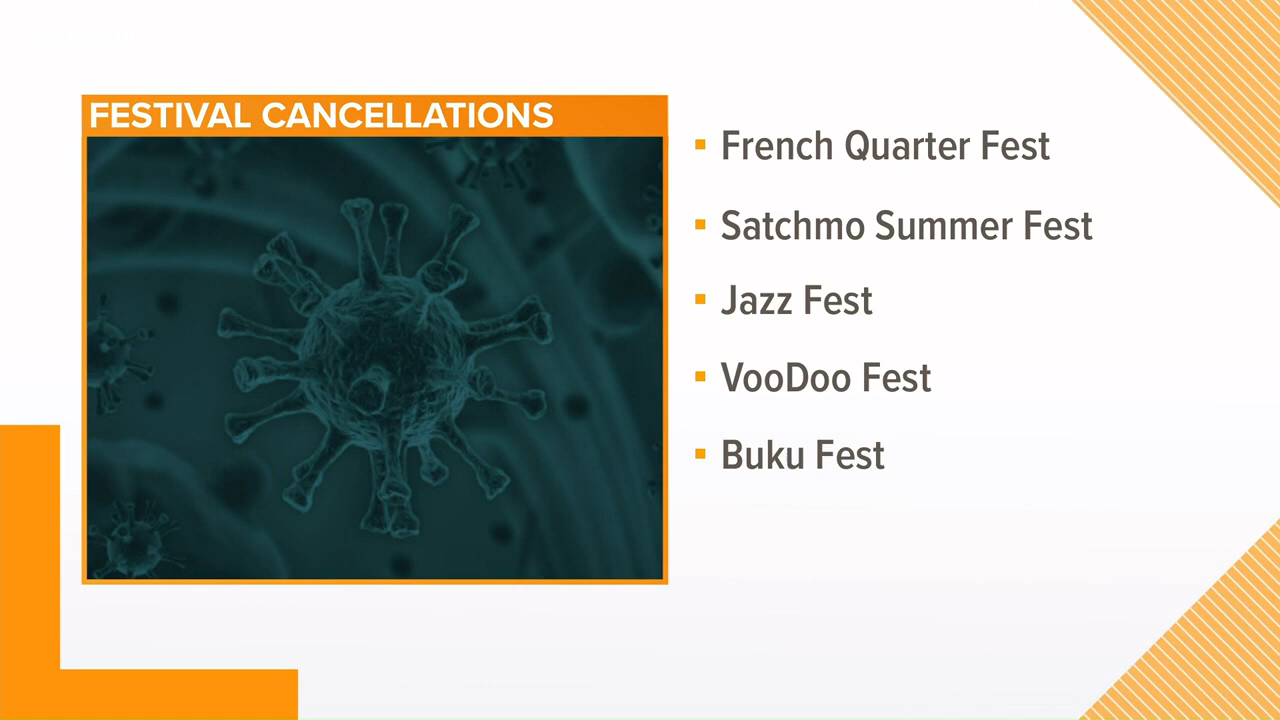 FESTIVAL CANCELLATIONS
French Quarter Fest
Satchmo Summer Fest
Jazz Fest
VooDoo Fest
Buku Fest